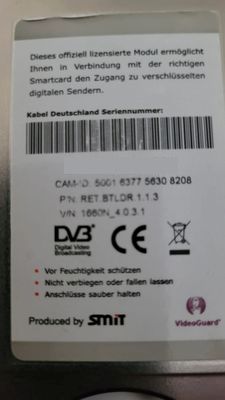 Dieses offiziell lizensierte Modul ermöglicht
Ihnen in Verbindung mit der richtigen
Smartcard den Zugang zu verschlüsselten
digitalen Sendern.
Kabel Deutschland Seriennummer:
CAM-ID: 5001 6377 5630 8208
P/N: RET.BTLDR.1.1.3
V/N: 1660N_4.0.3.1
DVB
Digital Video
Broadcasting
CE
• Vor Feuchtigkeit schützen
• Nicht verbiegen oder fallen lassen
• Anschlüsse sauber halten
Produced by SMiT
VideoGuard